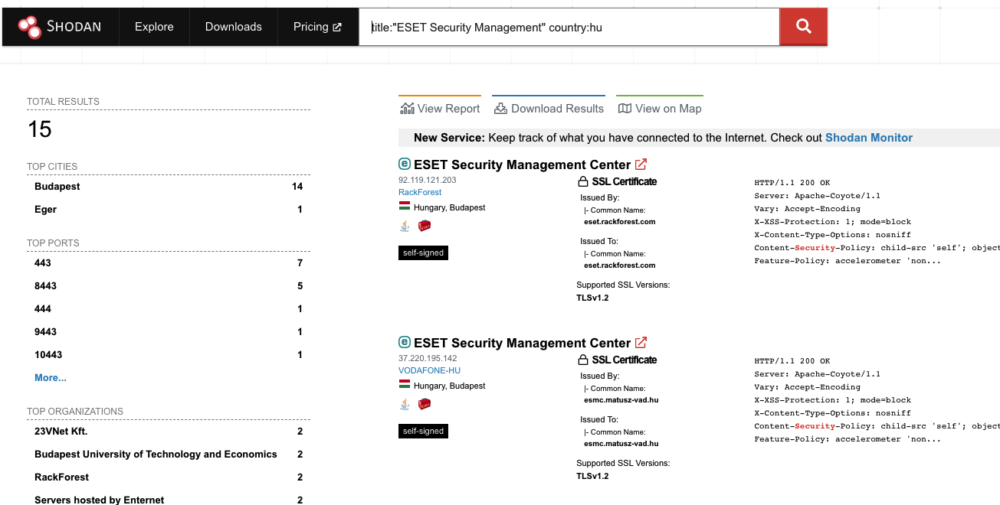 SHODAN Explore Downloads Pricing title:"ESET Security Management" country:hu
TOTAL RESULTS
15
TOP CITIES
Budapest 14
Eger 1
TOP PORTS
443 7
8443 5
444 1
9443 1
10443 1
More...
TOP ORGANIZATIONS
23VNet Kft. 2
Budapest University of Technology and Economics 2
RackForest 2
Servers hosted by Enternet 2
View Report Download Results View on Map
New Service: Keep track of what you have connected to the Internet. Check out Shodan Monitor
ESET Security Management Center
92.119.121.203
RackForest
Hungary, Budapest
self-signed
SSL Certificate
Issued By:
|- Common Name:
eset.rackforest.com
Issued To:
|- Common Name:
eset.rackforest.com
Supported SSL Versions:
TLSv1.2
HTTP/1.1 200 OK
Server: Apache-Coyote/1.1
Vary: Accept-Encoding
X-XSS-Protection: 1; mode=block
X-Content-Type-Options: nosniff
Content-Security-Policy: child-src 'self'; object
Feature-Policy: accelerometer 'non...
ESET Security Management Center
37.220.195.142
VODAFONE-HU
Hungary, Budapest
self-signed
SSL Certificate
Issued By:
|- Common Name:
esmc.matusz-vad.hu
Issued To:
|- Common Name:
esmc.matusz-vad.hu
Supported SSL Versions:
TLSv1.2
HTTP/1.1 200 OK
Server: Apache-Coyote/1.1
Vary: Accept-Encoding
X-XSS-Protection: 1; mode=block
X-Content-Type-Options: nosniff
Content-Security-Policy: child-src 'self'; object
Feature-Policy: accelerometer 'non...